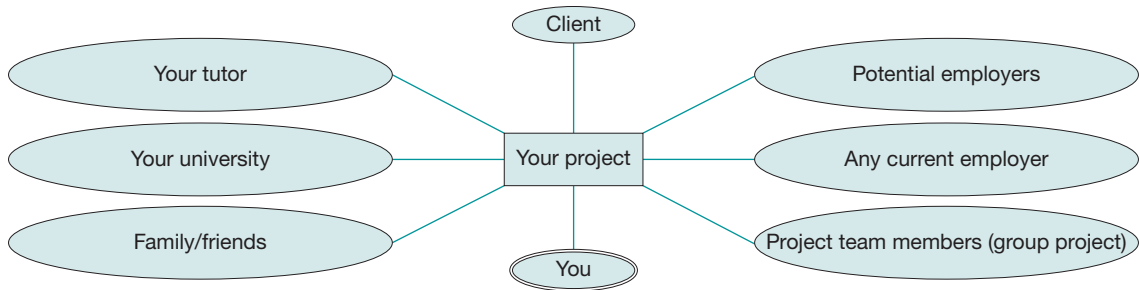 Client
Your tutor
Potential employers
Your university
Your project
Any current employer
Family/friends
Project team members (group project)
You